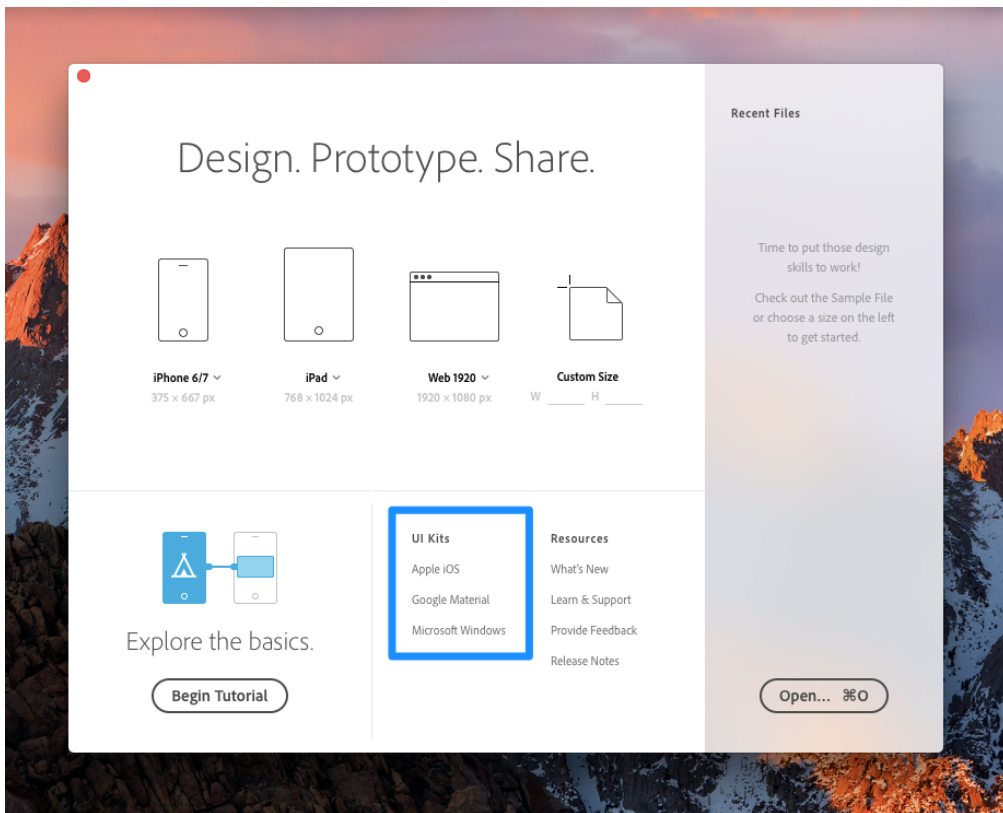 Design. Prototype. Share.
iPhone 6/7
375 × 667 px
iPad
768 × 1024 px
Web 1920
1920 × 1080 px
Custom Size
W H
Explore the basics.
Begin Tutorial
UI Kits
Apple iOS
Google Material
Microsoft Windows
Resources
What's New
Learn & Support
Provide Feedback
Release Notes
Recent Files
Time to put those design
skills to work!
Check out the Sample File
or choose a size on the left
to get started.
Open... ⌘O